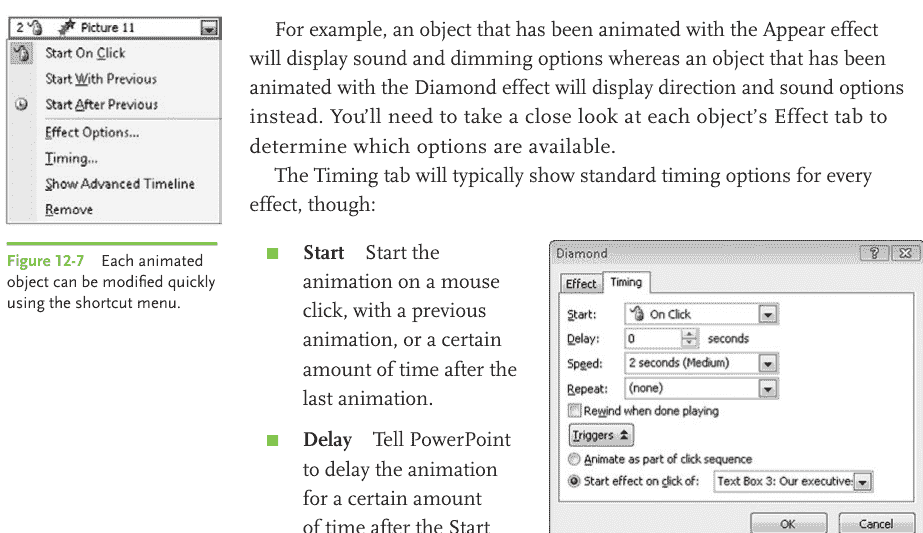 2 Picture 11
Start On Click
Start With Previous
Start After Previous
Effect Options...
Timing...
Show Advanced Timeline
Remove
Figure 12-7 Each animated
object can be modified quickly
using the shortcut menu.
For example, an object that has been animated with the Appear effect
will display sound and dimming options whereas an object that has been
animated with the Diamond effect will display direction and sound options
instead. You’ll need to take a close look at each object’s Effect tab to
determine which options are available.
The Timing tab will typically show standard timing options for every
effect, though:
Start Start the
animation on a mouse
click, with a previous
animation, or a certain
amount of time after the
last animation.
Delay Tell PowerPoint
to delay the animation
for a certain amount
of time after the Start
Diamond
Effect Timing
Start: On Click
Delay: 0 seconds
Speed: 2 seconds (Medium)
Repeat: (none)
Rewind when done playing
Triggers
Animate as part of click sequence
Start effect on click of: Text Box 3: Our executive:
OK Cancel